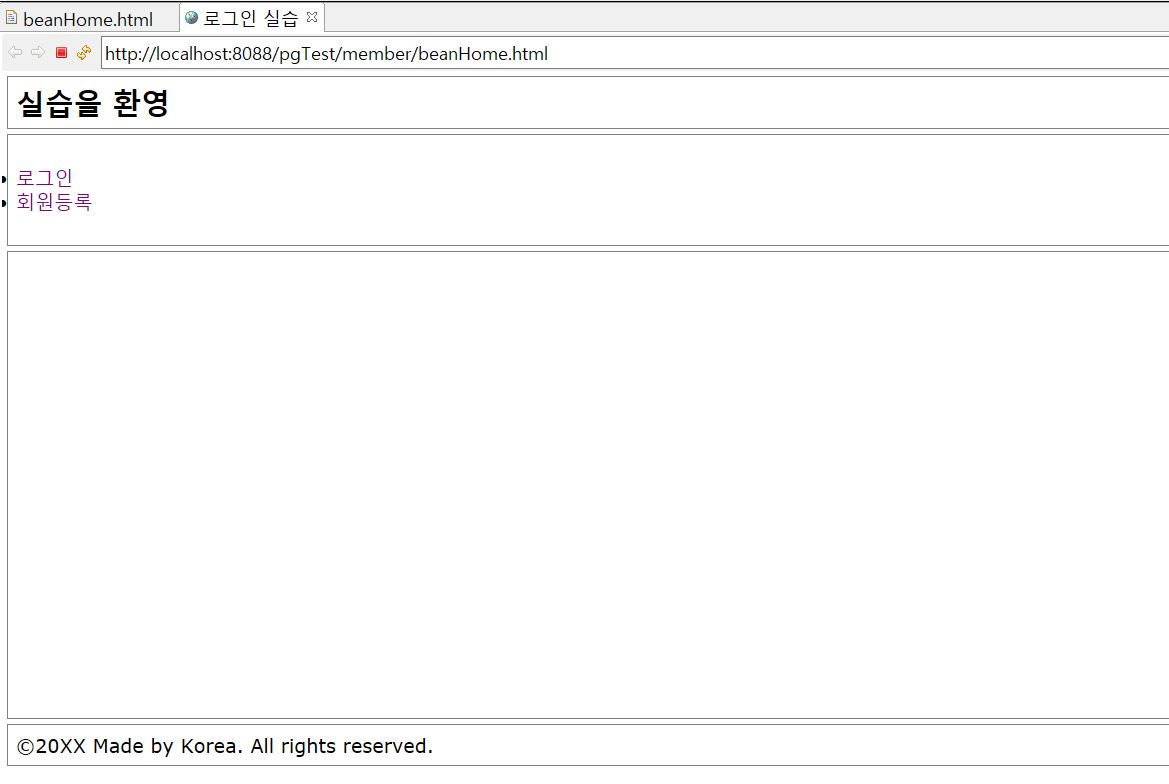 beanHome.html 로그인 실습
http://localhost:8088/pgTest/member/beanHome.html
실습을 환영
로그인
회원등록
©20XX Made by Korea. All rights reserved.